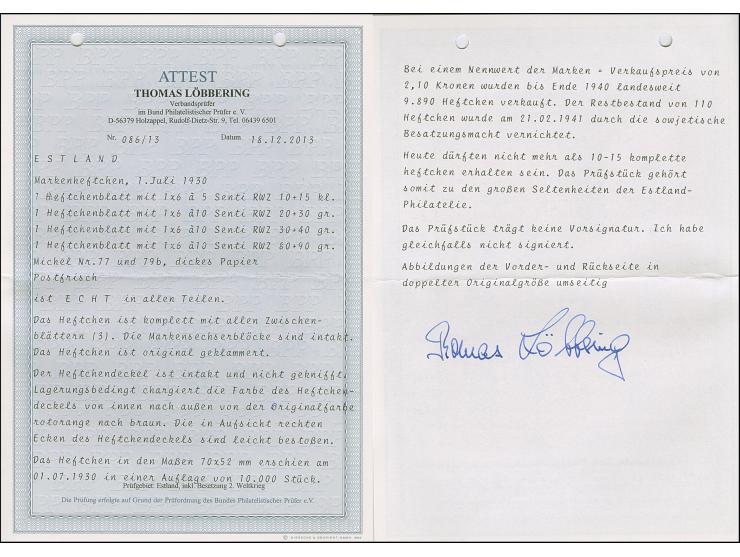 ATTEST
THOMAS LÖBBERING
Verbandsprüfer
im Bund Philatelistischer Prüfer e. V.
D-56379 Holzappel, Rudolf-Dietz-Str. 9, Tel. 06439 6501
Nr. 086/13 Datum 18.12.2013
ESTLAND
Markenheftchen, 1.Juli 1930
1 Heftchenblatt mit 1x6 à 5 Senti RWZ 10+15 kl.
1 Heftchenblatt mit 1x6 à10 Senti RWZ 20+30 gr.
1 Heftchenblatt mit 1x6 à10 Senti RWZ 30+40 gr.
1 Heftchenblatt mit 1x6 à10 Senti RWZ 80+90 gr.
Michel Nr.77 und 79b, dickes Papier
Postfrisch
ist ECHT in allen Teilen.
Das Heftchen ist komplett mit allen Zwischen-
blättern (3). Die Markensechserblöcke sind intakt.
Das Heftchen ist original geklammert.
Der Heftchendeckel ist intakt und nicht geknifft.
Lagerungsbedingt chargiert die Farbe des Heftchen-
deckels von innen nach außen von der Originalfarbe
rotorange nach braun. Die in Aufsicht rechten
Ecken des Heftchendeckels sind leicht bestoßen.
Das Heftchen in den Maßen 70x52 mm erschien am
01.07.1930 in einer Auflage von 10.000 Stück.
Prüfgebiet: Estland, inkl. Besetzung 2. Weltkrieg
Die Prüfung erfolgte auf Grund der Prüfordnung des Bundes Philatelistischer Prüfer e.V.
Bei einem Nennwert der Marken = Verkaufspreis von
2,10 Kronen wurden bis Ende 1940 landesweit
9.890 Heftchen verkauft. Der Restbestand von 110
Heftchen wurde am 21.02.1941 durch die sowjetische
Besatzungsmacht vernichtet.
Heute dürften nicht mehr als 10-15 komplette
heftchen erhalten sein. Das Prüfstück gehört
somit zu den großen Seltenheiten der Estland-
Philatelie.
Das Prüfstück trägt keine Vorsignatur. Ich habe
gleichfalls nicht signiert.
Abbildungen der Vorder- und Rückseite in
doppelter Originalgröße umseitig
Thomas Löbbering